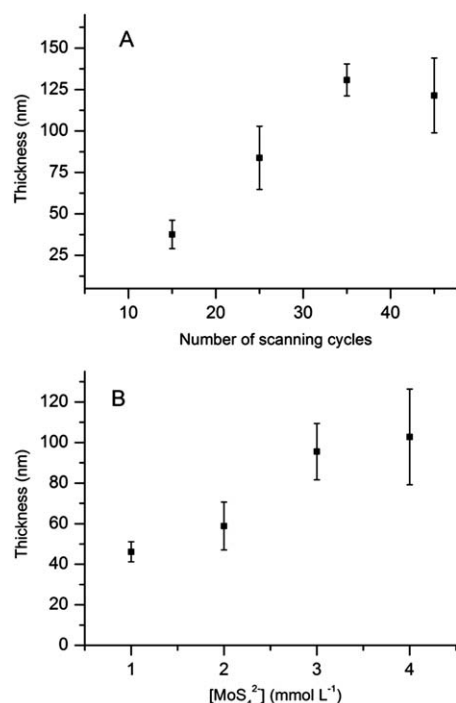 A
150
125
100
75
50
25
Thickness (nm)
10 20 30 40
Number of scanning cycles
B
120
100
80
60
40
20
0
Thickness (nm)
1 2 3 4
[MoS₄²⁻] (mmol L⁻¹)